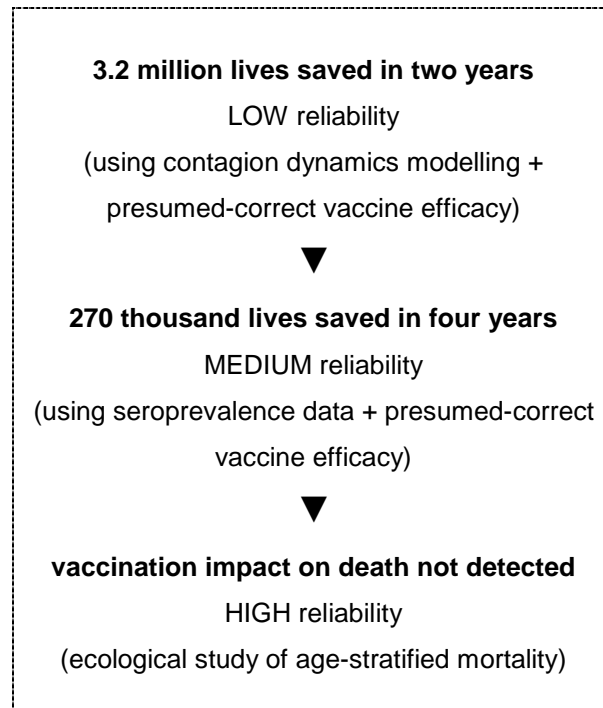 3.2 million lives saved in two years
LOW reliability
(using contagion dynamics modelling +
presumed-correct vaccine efficacy)
▼
270 thousand lives saved in four years
MEDIUM reliability
(using seroprevalence data + presumed-correct
vaccine efficacy)
▼
vaccination impact on death not detected
HIGH reliability
(ecological study of age-stratified mortality)